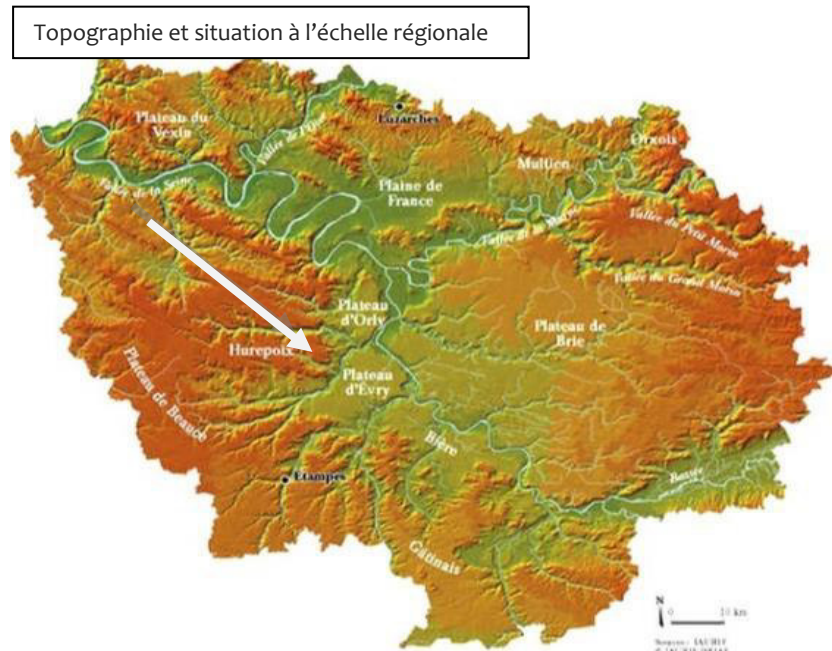 Topographie et situation à l'échelle régionale
Plateau du
Vexin
Vallée de l'Oise
Luzarches
Multien
Orxois
Vallée de la Seine
Plaine de
France
Vallée de la Marne
Vallée du Petit Morin
Vallée du Grand Morin
Plateau
d'Orly
Plateau de
Brie
Hurepoix
Plateau de Beauce
Plateau
d'Évry
Bière
Étampes
Bassée
Gâtinais
N
0 10 km